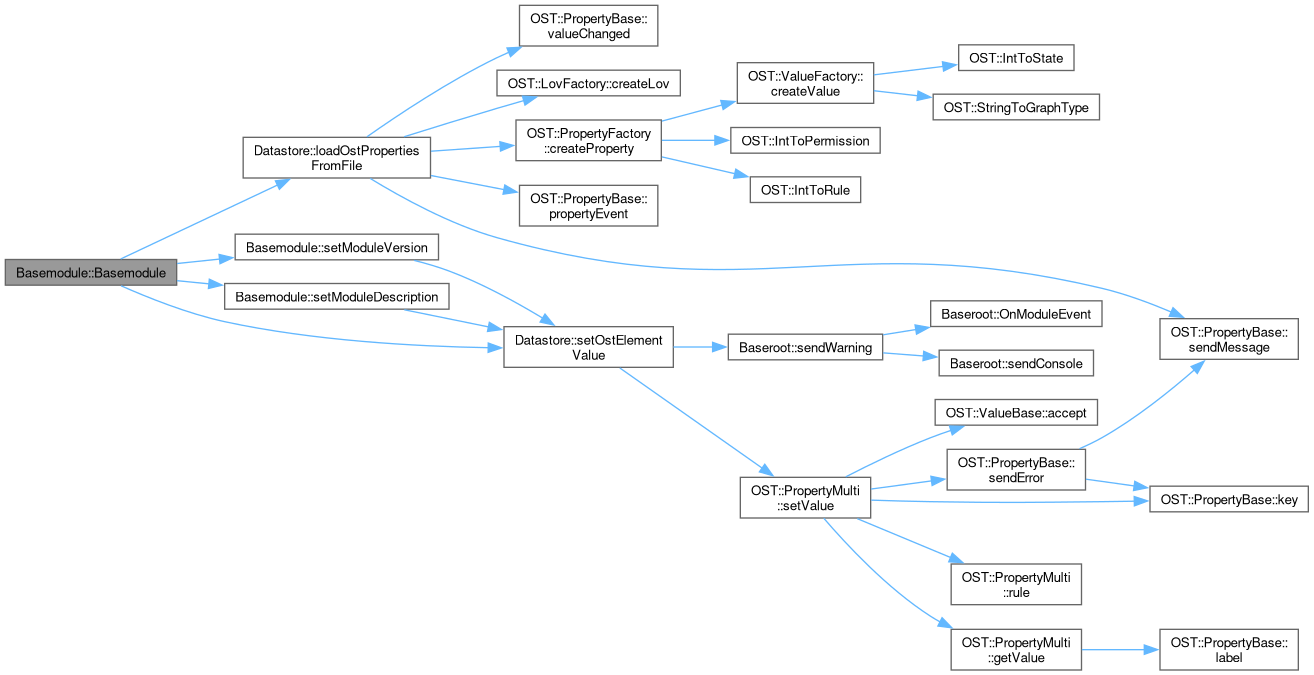 Basemodule::Basemodule
Datastore::loadOstProperties
FromFile
OST::PropertyBase::
valueChanged
OST::LovFactory::createLov
OST::PropertyFactory
::createProperty
OST::ValueFactory::
createValue
OST::IntToState
OST::StringToGraphType
OST::IntToPermission
OST::IntToRule
OST::PropertyBase::
propertyEvent
Basemodule::setModuleVersion
Basemodule::setModuleDescription
Datastore::setOstElement
Value
Baseroot::sendWarning
Baseroot::OnModuleEvent
Baseroot::sendConsole
OST::PropertyBase::
sendMessage
OST::PropertyMulti
::setValue
OST::ValueBase::accept
OST::PropertyBase::
sendError
OST::PropertyBase::key
OST::PropertyMulti
::rule
OST::PropertyMulti
::getValue
OST::PropertyBase::
label